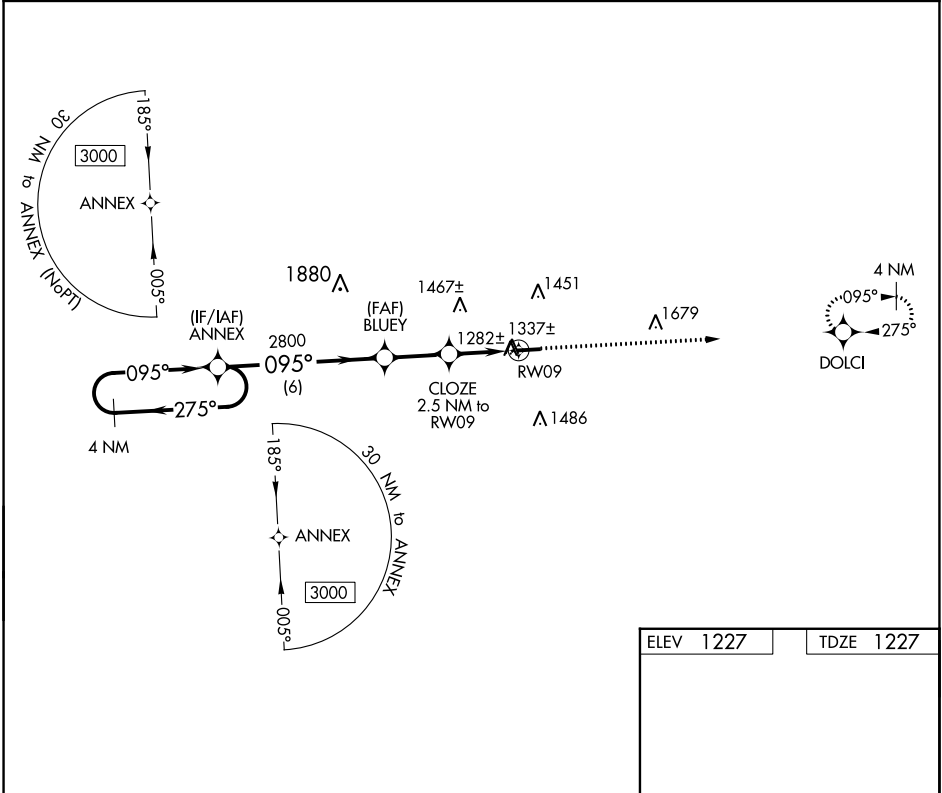 185°
30 NM to ANNEX (NoPT)
3000
ANNEX
005°
1880
1467±
1451
4 NM
095°
275°
DOLCI
(IF/IAF)
ANNEX
2800
095°
(6)
(FAF)
BLUEY
1282±
1337±
1679
RW09
CLOZE
2.5 NM to
RW09
095°
275°
4 NM
1486
185°
30 NM to ANNEX
ANNEX
3000
005°
ELEV 1227
TDZE 1227